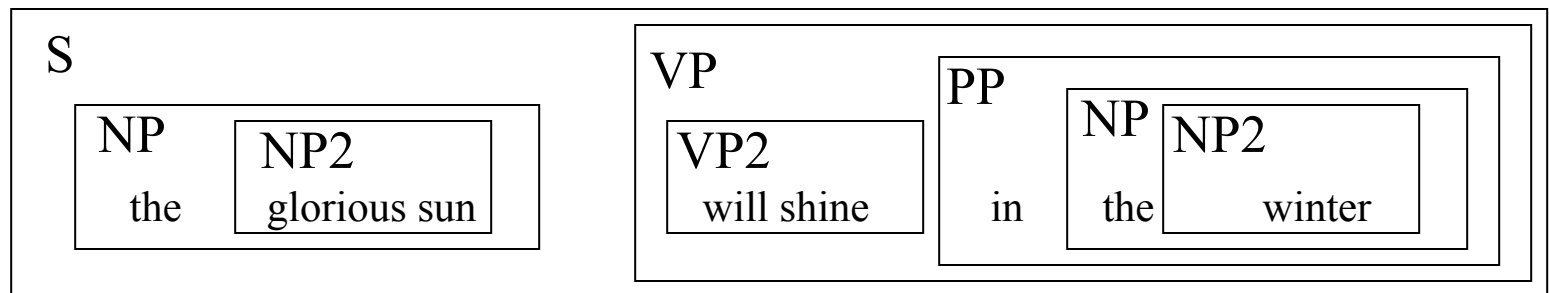 S
VP
PP
NP NP2
NP NP2 VP2
the glorious sun will shine in the winter